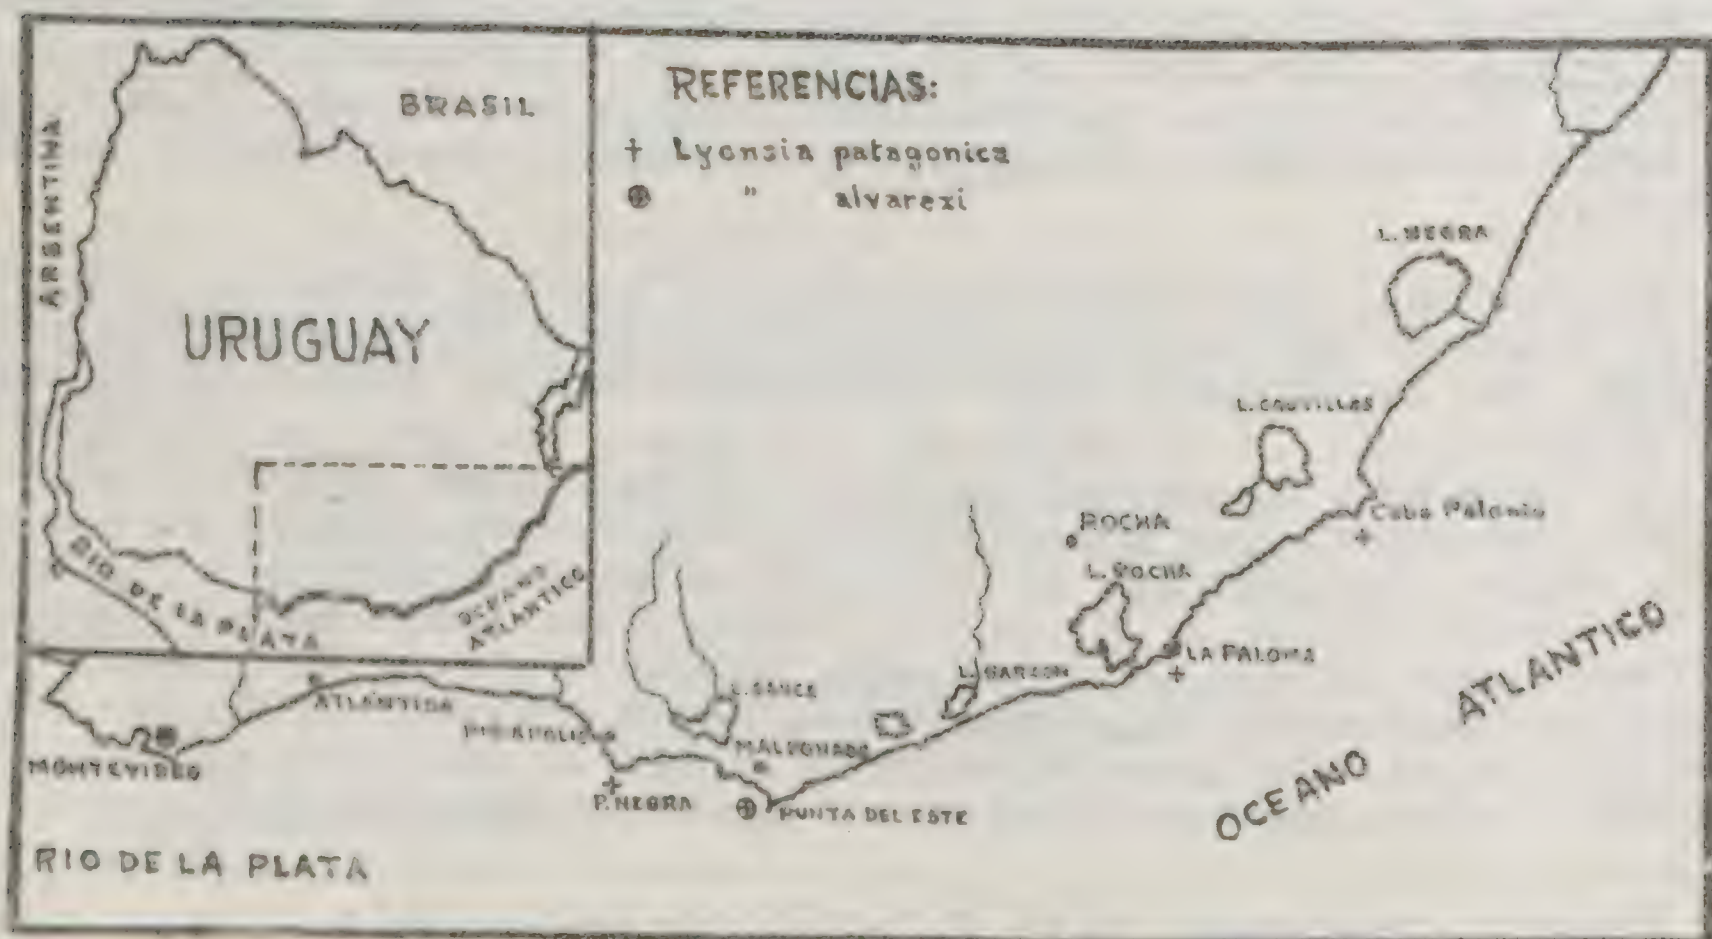 BRASIL
ARGENTINA
URUGUAY
RIO DE LA PLATA
OCEANO
ATLANTICO
REFERENCIAS:
+ Lyonsia patagonica
⊕ " alvarezi
L. NEGRA
Cabo Polonio
ROCHA
L. ROCHA
LA PALOMA
L. GARZON
L. SAUCE
ATLANTIDA
PIRIAPOLIS
MALDONADO
MONTEVIDEO
P. NEGRA
PUNTA DEL ESTE
OCEANO ATLANTICO
RIO DE LA PLATA